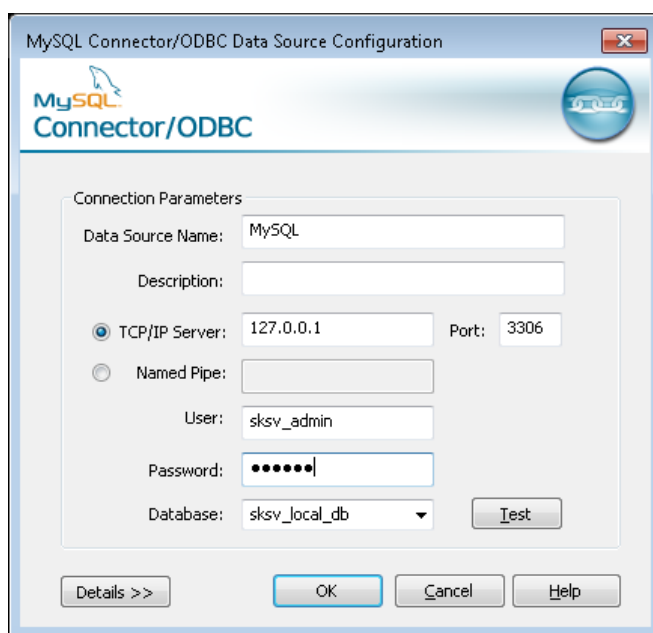 MySQL Connector/ODBC Data Source Configuration
MySQL
Connector/ODBC
Connection Parameters
Data Source Name: MySQL
Description:
TCP/IP Server: 127.0.0.1 Port: 3306
Named Pipe:
User: sksv_admin
Password: ••••••
Database: sksv_local_db Test
Details >> OK Cancel Help